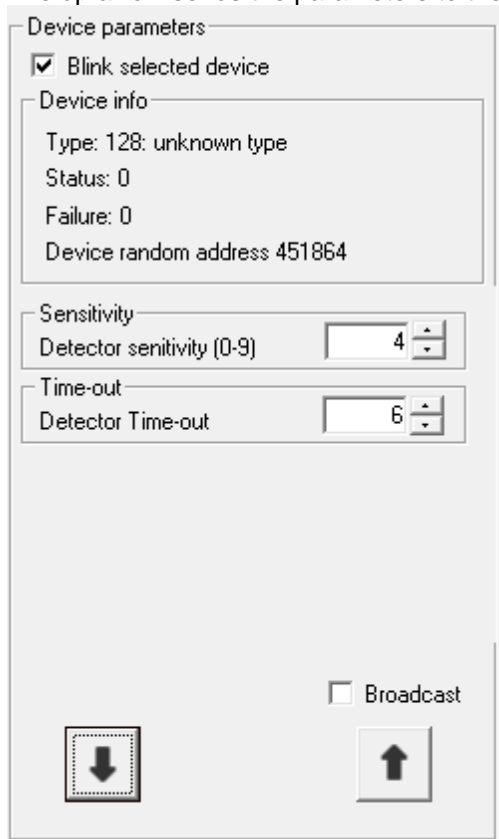 Device parameters
Blink selected device
Device info
Type: 128: unknown type
Status: 0
Failure: 0
Device random address 451864
Sensitivity
Detector senitivity (0-9) 4
Time-out
Detector Time-out 6
Broadcast